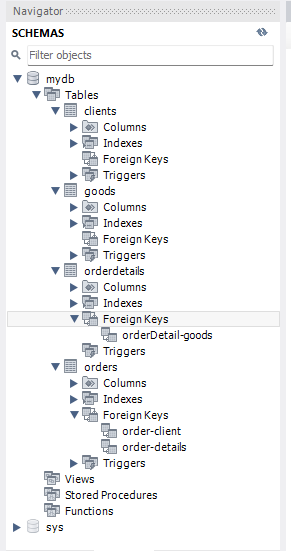 Navigator
SCHEMAS
Filter objects
mydb
Tables
clients
Columns
Indexes
Foreign Keys
Triggers
goods
Columns
Indexes
Foreign Keys
Triggers
orderdetails
Columns
Indexes
Foreign Keys
orderDetail-goods
Triggers
orders
Columns
Indexes
Foreign Keys
order-client
order-details
Triggers
Views
Stored Procedures
Functions
sys